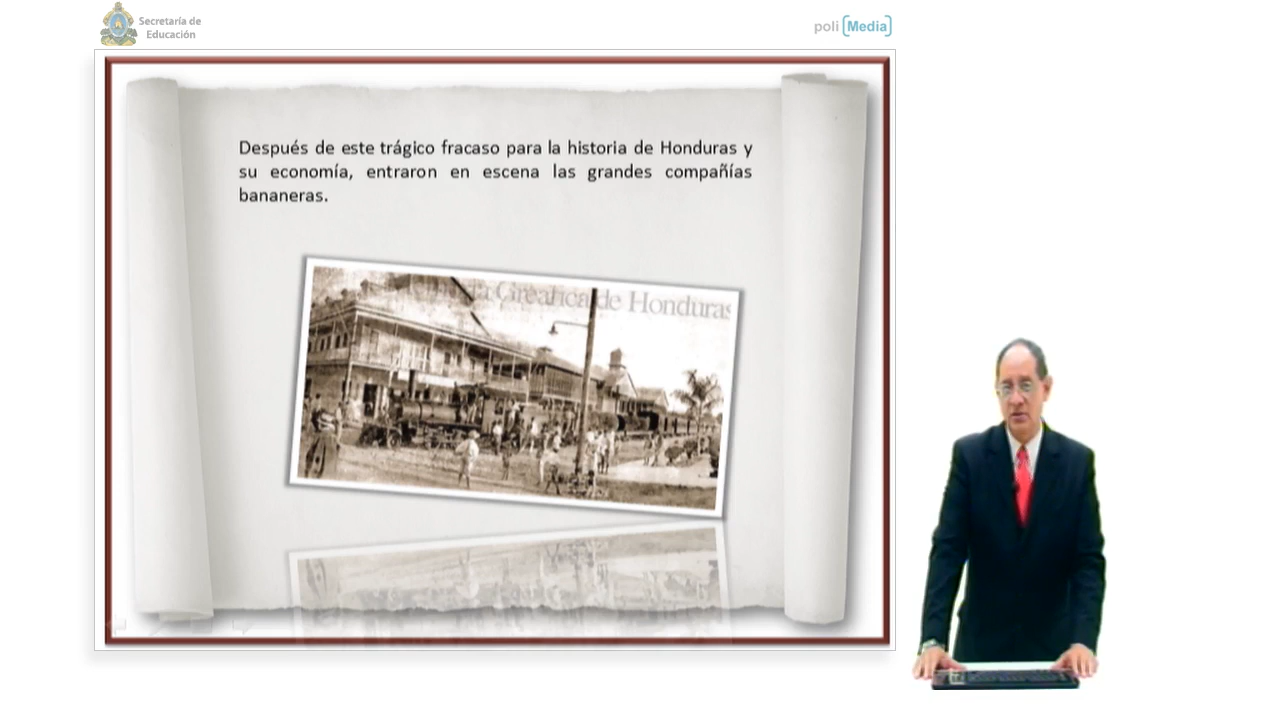 Secretaría de
Educación
poli [Media]
Después de este trágico fracaso para la historia de Honduras y
su economía, entraron en escena las grandes compañías
bananeras.
de Honduras